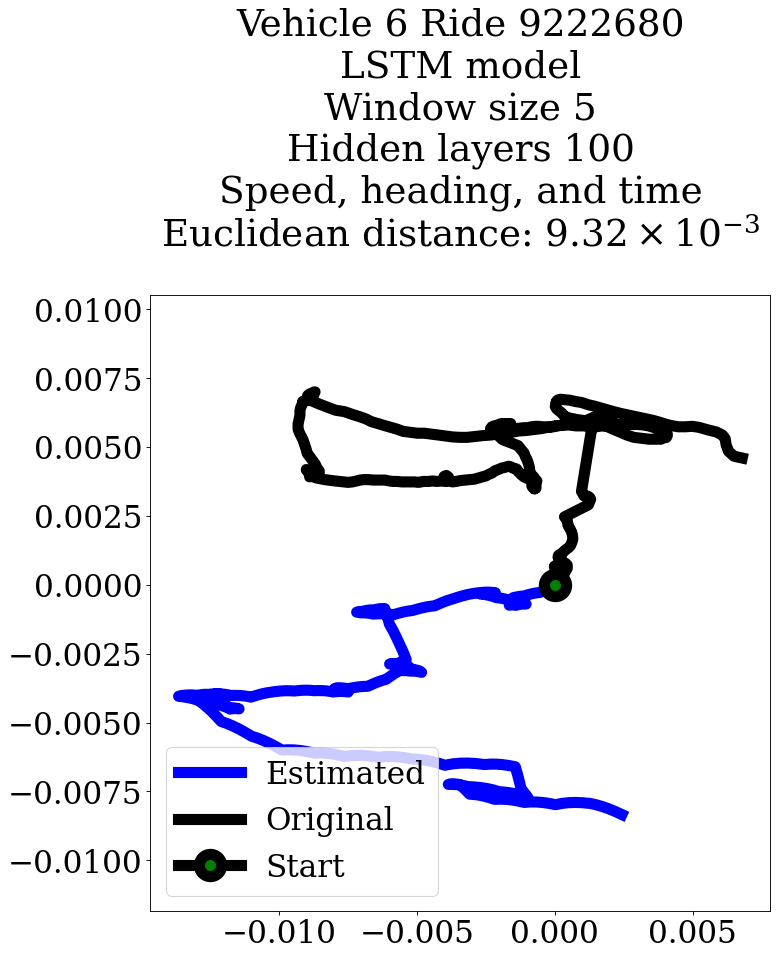 Vehicle 6 Ride 9222680
LSTM model
Window size 5
Hidden layers 100
Speed, heading, and time
Euclidean distance: 9.32 × 10⁻³
0.0100
0.0075
0.0050
0.0025
0.0000
−0.0025
−0.0050
−0.0075
−0.0100
Estimated
Original
Start
−0.010 −0.005 0.000 0.005